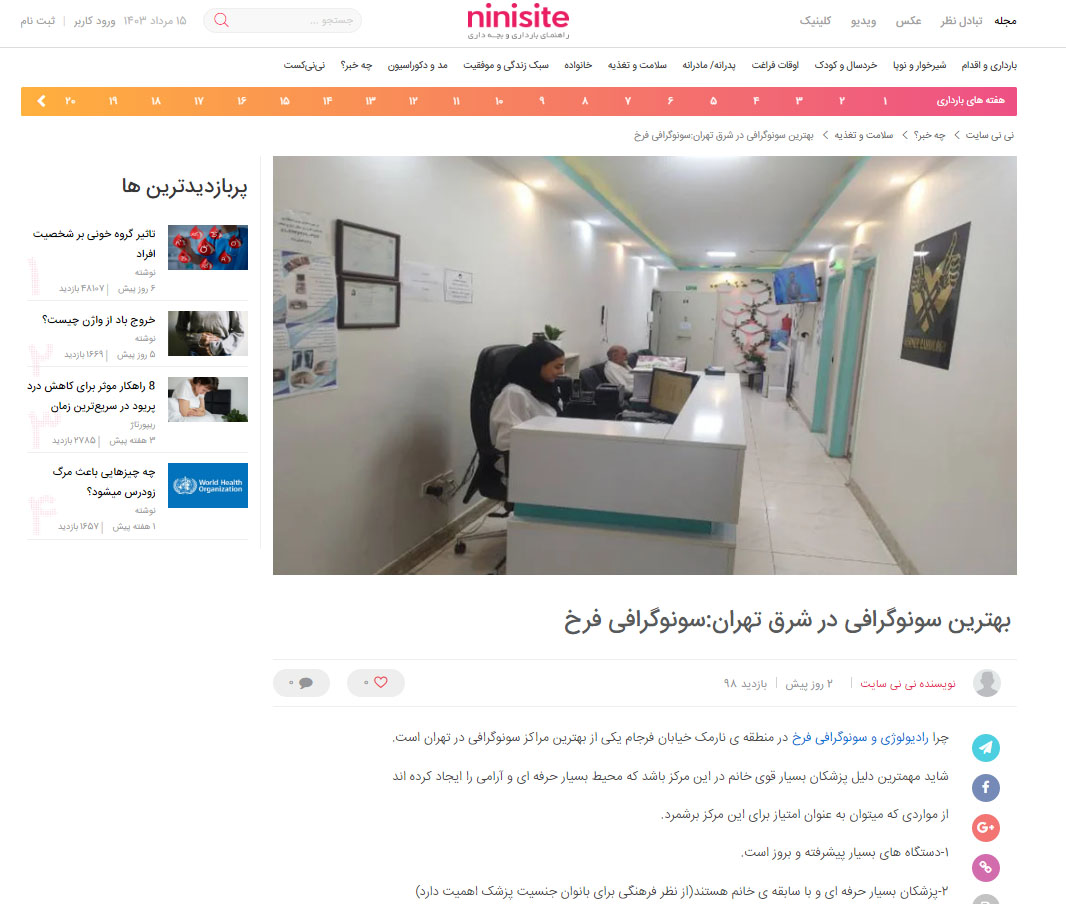 مجله
تبادل نظر
عکس
ویدیو
کلینیک
ninisite
راهنمای بارداری و بچه داری
جستجو ...
۱۵ مرداد ۱۴۰۳
ورود کاربر | ثبت نام
بارداری و اقدام
شیرخوار و نوپا
خردسال و کودک
اوقات فراغت
پدرانه/ مادرانه
سلامت و تغذیه
خانواده
سبک زندگی و موفقیت
مد و دکوراسیون
چه خبر؟
نی‌نی‌کست
هفته های بارداری
۱ ۲ ۳ ۴ ۵ ۶ ۷ ۸ ۹ ۱۰ ۱۱ ۱۲ ۱۳ ۱۴ ۱۵ ۱۶ ۱۷ ۱۸ ۱۹ ۲۰
نی نی سایت
چه خبر؟
سلامت و تغذیه
بهترین سونوگرافی در شرق تهران:سونوگرافی فرخ
بهترین سونوگرافی در شرق تهران:سونوگرافی فرخ
نویسنده نی نی سایت | ۲ روز پیش | بازدید ۹۸
۰
۰
چرا رادیولوژی و سونوگرافی فرخ در منطقه ی نارمک خیابان فرجام یکی از بهترین مراکز سونوگرافی در تهران است.
شاید مهمترین دلیل پزشکان بسیار قوی خانم در این مرکز باشد که محیط بسیار حرفه ای و آرامی را ایجاد کرده اند
از مواردی که میتوان به عنوان امتیاز برای این مرکز برشمرد.
۱-دستگاه های بسیار پیشرفته و بروز است.
۲-پزشکان بسیار حرفه ای و با سابقه ی خانم هستند(از نظر فرهنگی برای بانوان جنسیت پزشک اهمیت دارد)
پربازدیدترین ها
۱
تاثیر گروه خونی بر شخصیت
افراد
نوشته
۶ روز پیش | ۴۸۱۰۷ بازدید
۲
خروج باد از واژن چیست؟
نوشته
۵ روز پیش | ۱۶۶۹ بازدید
۳
8 راهکار موثر برای کاهش درد
پریود در سریع‌ترین زمان
ریپورتاژ
۳ هفته پیش | ۲۷۸۵ بازدید
۴
چه چیزهایی باعث مرگ
زودرس میشود؟
نوشته
۱ هفته پیش | ۱۶۵۷ بازدید
World Health
Organization